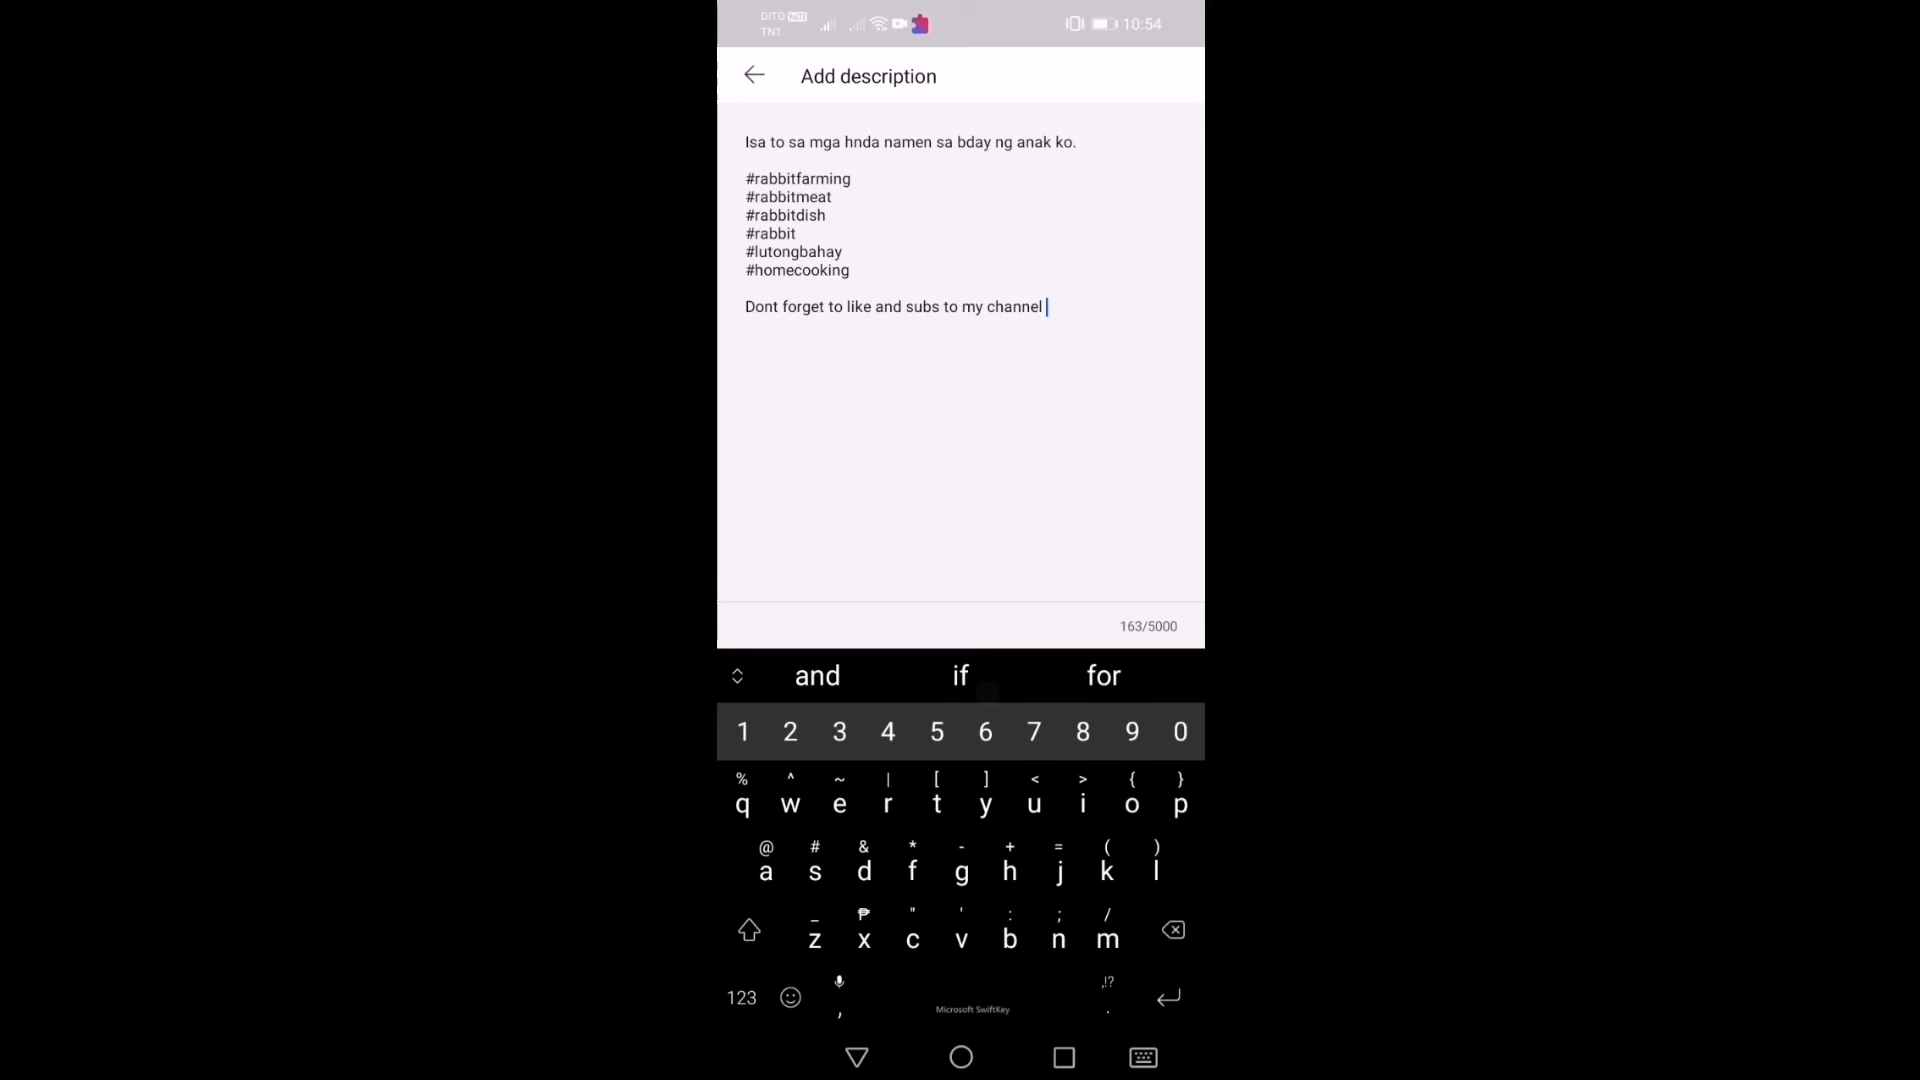 DITO VoLTE
TNT
10:54
Add description
Isa to sa mga hnda namen sa bday ng anak ko.
#rabbitfarming
#rabbitmeat
#rabbitdish
#rabbit
#lutongbahay
#homecooking
Dont forget to like and subs to my channel
163/5000
and if for
1 2 3 4 5 6 7 8 9 0
% ^ ~ | [ ] < > { }
q w e r t y u i o p
@ # & * - + = ( )
a s d f g h j k l
_ ₱ " ' : ; /
z x c v b n m
,!?
123 , Microsoft SwiftKey .